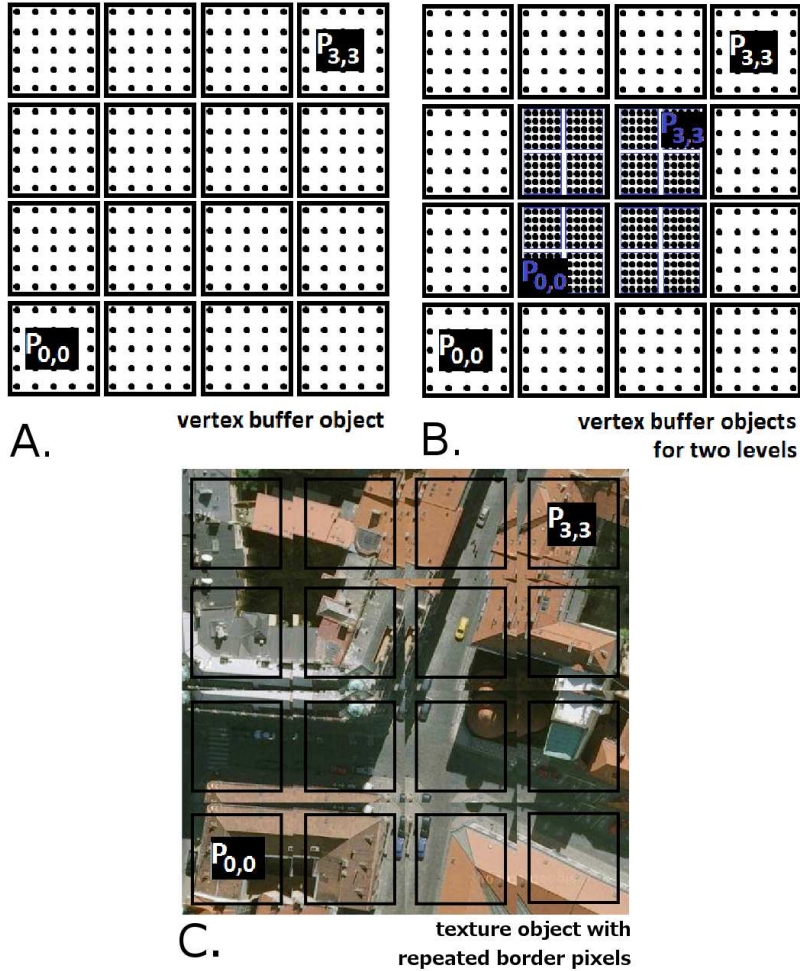 P3,3
P0,0
vertex buffer object
A.
P3,3
P3,3
P0,0
P0,0
vertex buffer objects
for two levels
B.
P3,3
P0,0
texture object with
repeated border pixels
C.